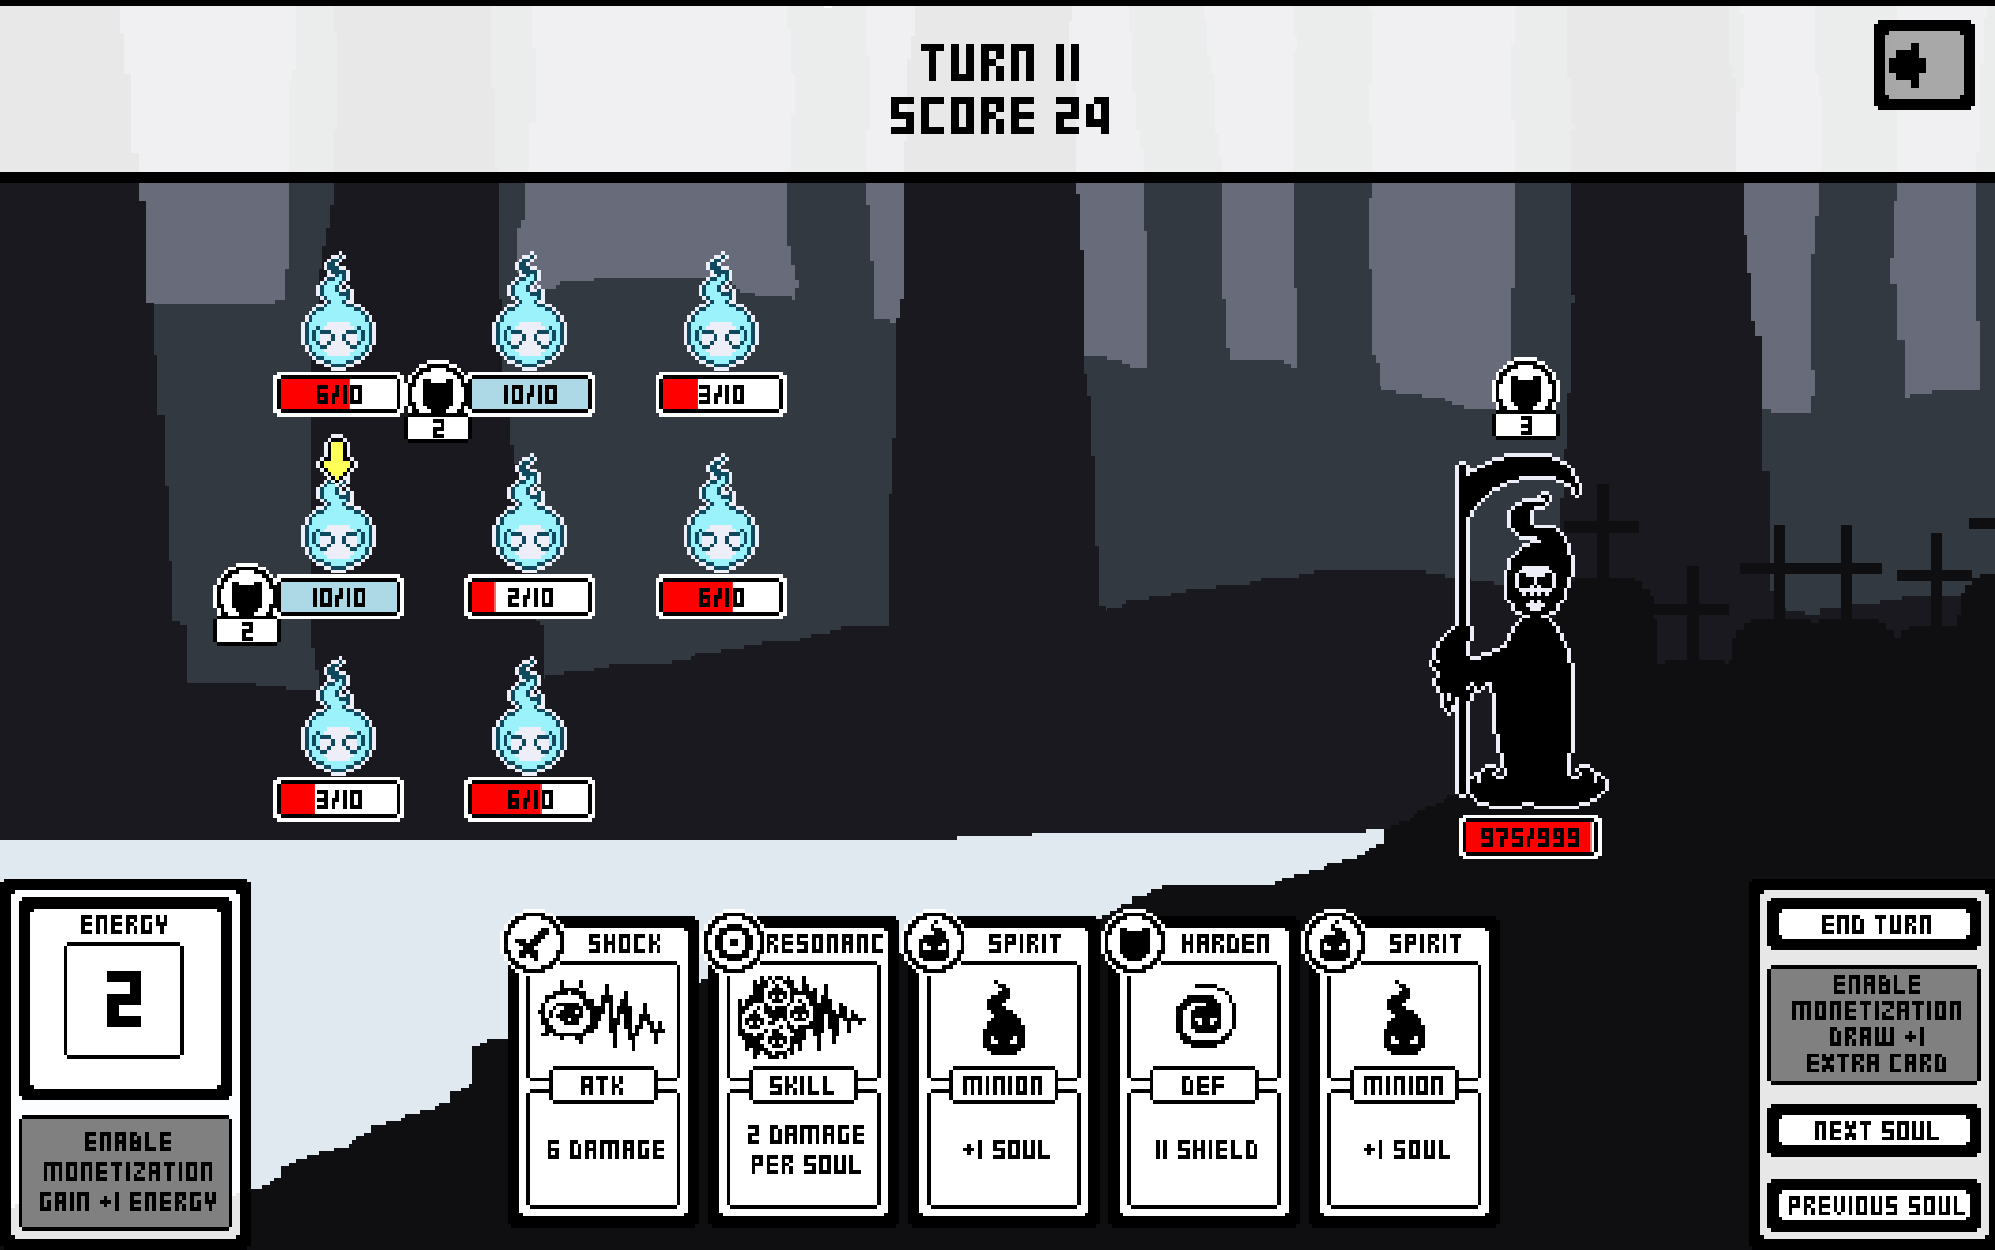 TURN 11
SCORE 24
6/10
10/10
3/10
2
3
10/10
2/10
6/10
2
3/10
6/10
975/999
ENERGY
2
ENABLE
MONETIZATION
GAIN +1 ENERGY
SHOCK
ATK
6 DAMAGE
RESONANC
SKILL
2 DAMAGE
PER SOUL
SPIRIT
MINION
+1 SOUL
HARDEN
DEF
11 SHIELD
SPIRIT
MINION
+1 SOUL
END TURN
ENABLE
MONETIZATION
DRAW +1
EXTRA CARD
NEXT SOUL
PREVIOUS SOUL